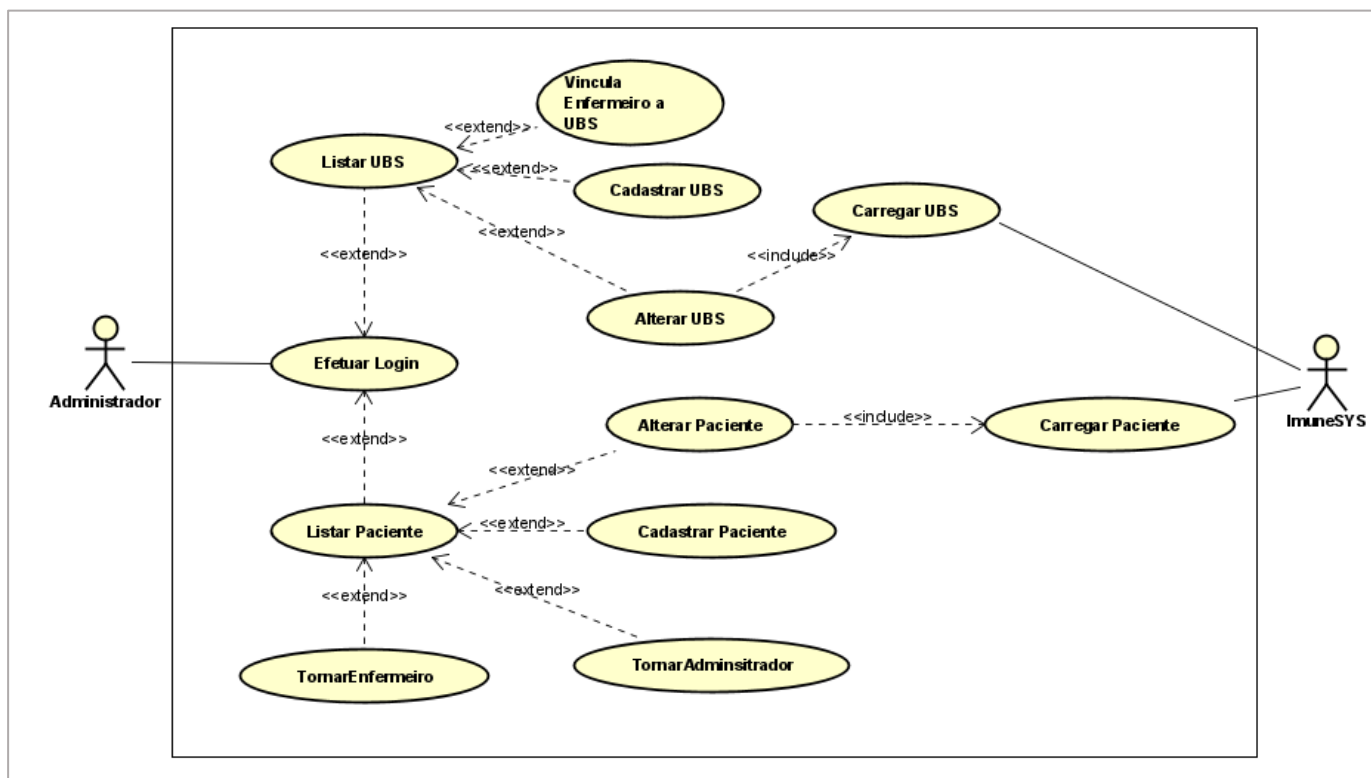 Vincula
Enfermeiro a
UBS
<<extend>>
Listar UBS
<<extend>>
Cadastrar UBS
Carregar UBS
<<extend>>
<<extend>>
<<include>>
Alterar UBS
Efetuar Login
Administrador
Alterar Paciente
<<include>>
Carregar Paciente
ImuneSYS
<<extend>>
<<extend>>
Listar Paciente
<<extend>>
Cadastrar Paciente
<<extend>>
<<extend>>
TornarEnfermeiro
TornarAdminsitrador